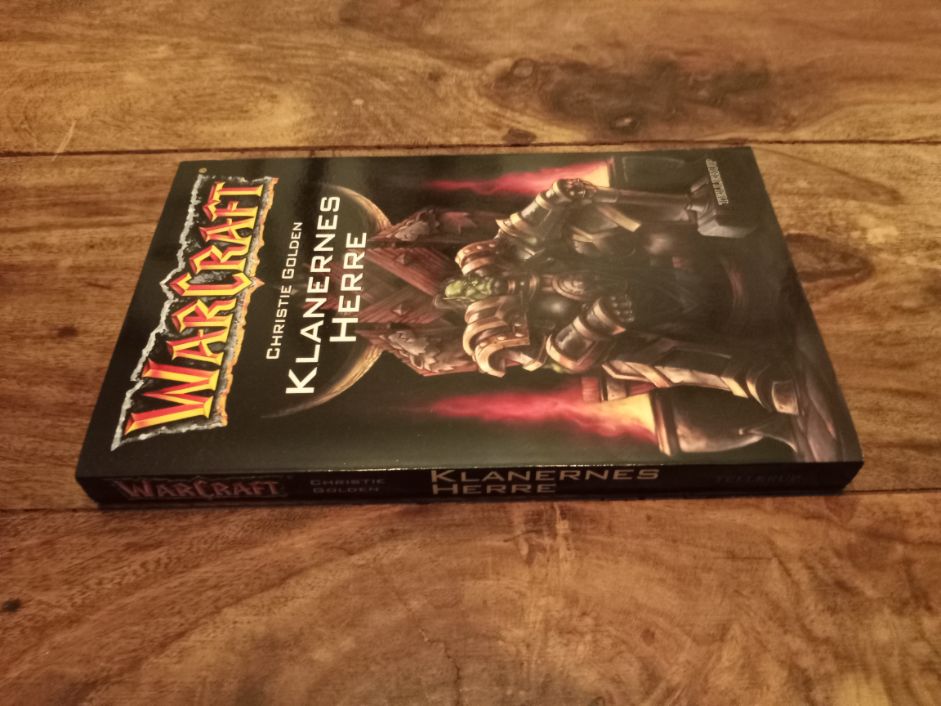 WARCRAFT®
CHRISTIE GOLDEN
KLANERNES
HERRE
TELLERUP
WARCRAFT
CHRISTIE
GOLDEN
KLANERNES
HERRE
TELLERUP